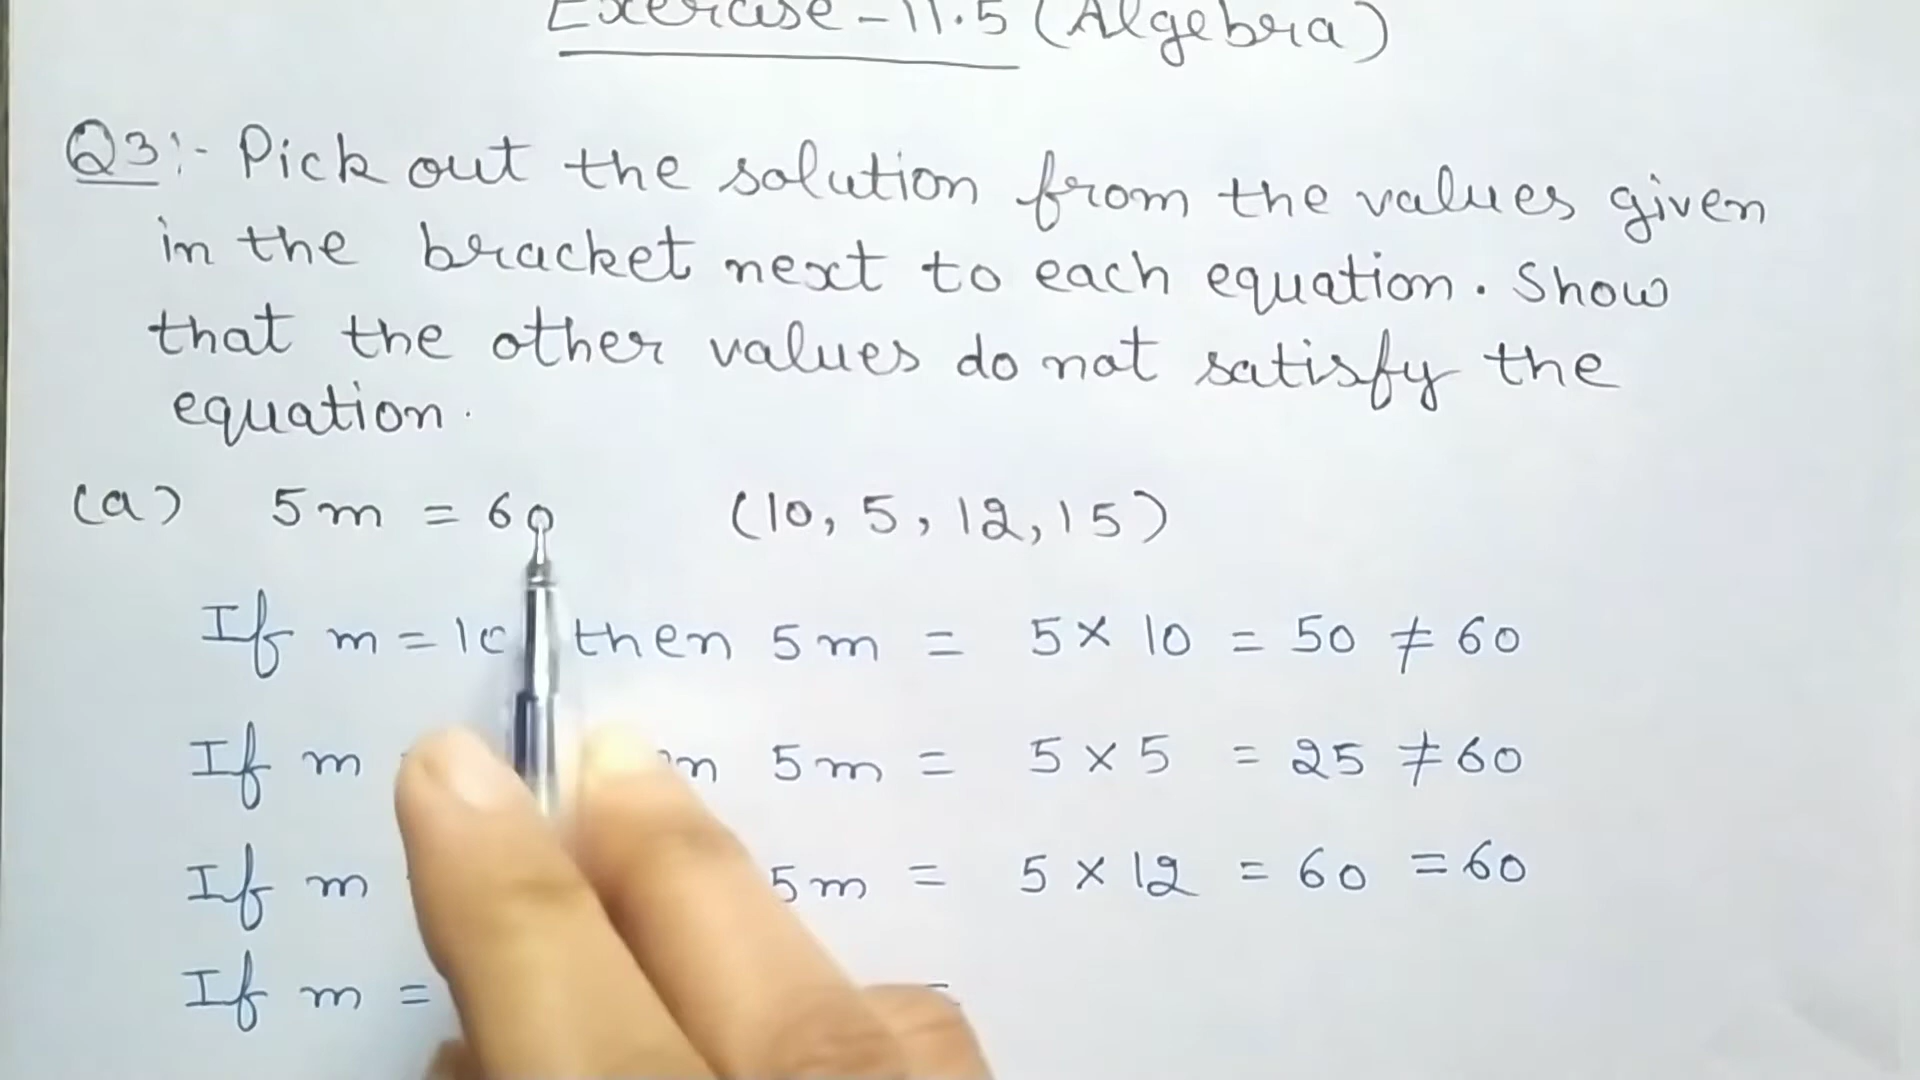 Exercise - 11.5 (Algebra)
Q3:- Pick out the solution from the values given
in the bracket next to each equation. Show
that the other values do not satisfy the
equation.
(a) 5m = 60 (10, 5, 12, 15)
If m = 10 then 5m = 5 × 10 = 50 ≠ 60
If m 5m = 5 × 5 = 25 ≠ 60
If m 5m = 5 × 12 = 60 = 60
If m = =